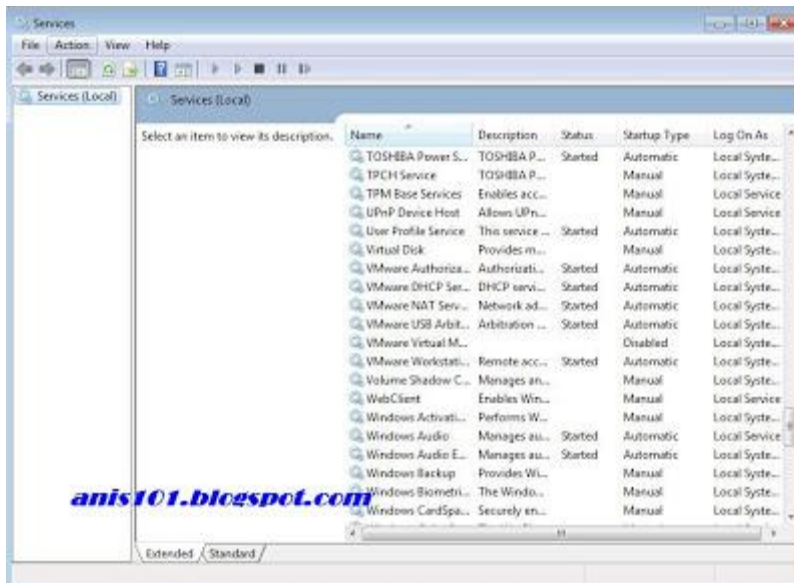 Services
File Action View Help
Services (Local)
Services (Local)
Select an item to view its description.
Name Description Status Startup Type Log On As
TOSHIBA Power S... TOSHIBA P... Started Automatic Local Syste...
TPCH Service TOSHIBA P... Manual Local Syste...
TPM Base Services Enables acc... Manual Local Service
UPnP Device Host Allows UPn... Manual Local Service
User Profile Service This service ... Started Automatic Local Syste...
Virtual Disk Provides m... Manual Local Syste...
VMware Authoriza... Authorizati... Started Automatic Local Syste...
VMware DHCP Ser... DHCP servi... Started Automatic Local Syste...
VMware NAT Serv... Network ad... Started Automatic Local Syste...
VMware USB Arbit... Arbitration ... Started Automatic Local Syste...
VMware Virtual M... Disabled Local Syste...
VMware Workstati... Remote acc... Started Automatic Local Syste...
Volume Shadow C... Manages an... Manual Local Syste...
WebClient Enables Win... Manual Local Service
Windows Activati... Performs W... Manual Local Syste...
Windows Audio Manages au... Started Automatic Local Service
Windows Audio E... Manages au... Started Automatic Local Syste...
Windows Backup Provides Wi... Manual Local Syste...
Windows Biometri... The Windo... Manual Local Syste...
Windows CardSpa... Securely en... Manual Local Syste...
anis101.blogspot.com
Extended Standard